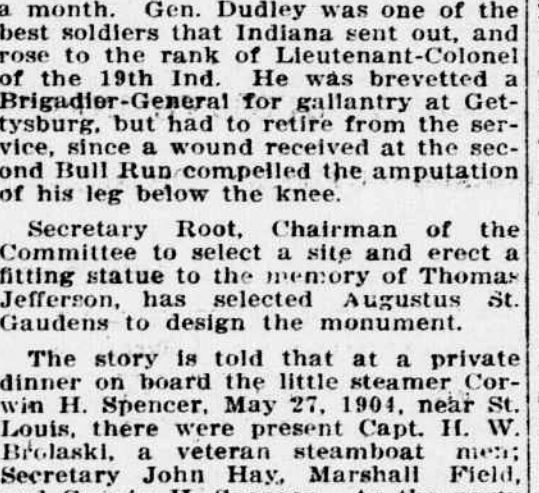 a month. Gen. Dudley was one of the
best soldiers that Indiana sent out, and
rose to the rank of Lieutenant-Colonel
of the 19th Ind. He was brevetted a
Brigadier-General for gallantry at Get-
tysburg, but had to retire from the ser-
vice, since a wound received at the sec-
ond Bull Run compelled the amputation
of his leg below the knee.
Secretary Root, Chairman of the
Committee to select a site and erect a
fitting statue to the memory of Thomas
Jefferson, has selected Augustus St.
Gaudens to design the monument.
The story is told that at a private
dinner on board the little steamer Cor-
win H. Spencer, May 27, 1904, near St.
Louis, there were present Capt. H. W.
Brolaski, a veteran steamboat men;
Secretary John Hay, Marshall Field,